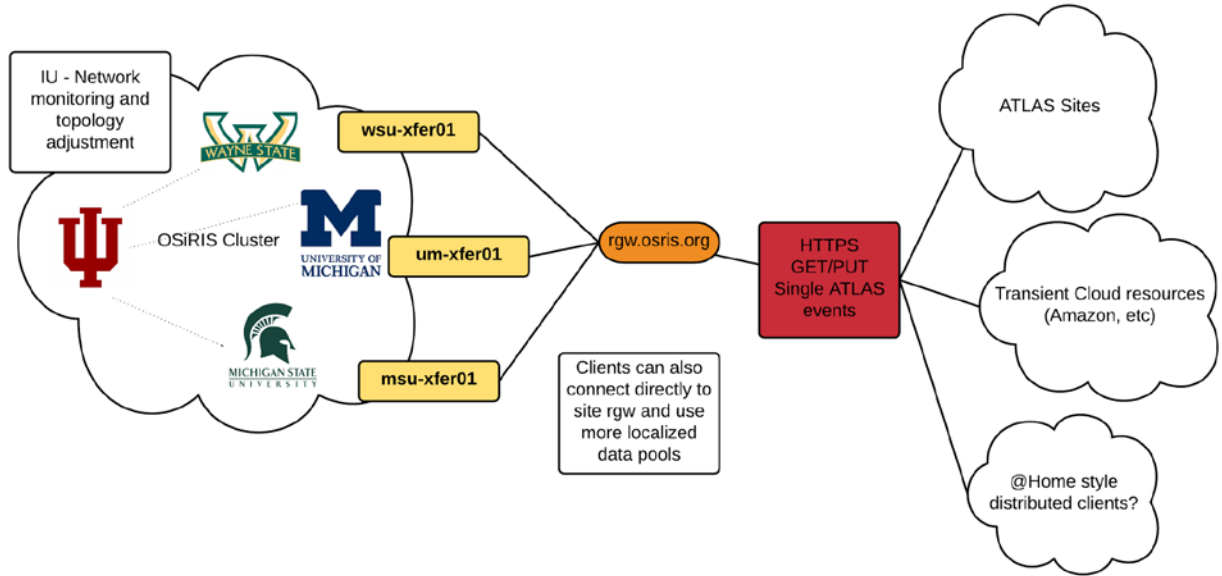 IU - Network
monitoring and
topology
adjustment
WAYNE STATE
wsu-xfer01
OSiRIS Cluster
UNIVERSITY OF
MICHIGAN
um-xfer01
MICHIGAN STATE
UNIVERSITY
msu-xfer01
rgw.osris.org
HTTPS
GET/PUT
Single ATLAS
events
Clients can also
connect directly to
site rgw and use
more localized
data pools
ATLAS Sites
Transient Cloud resources
(Amazon, etc)
@Home style
distributed clients?